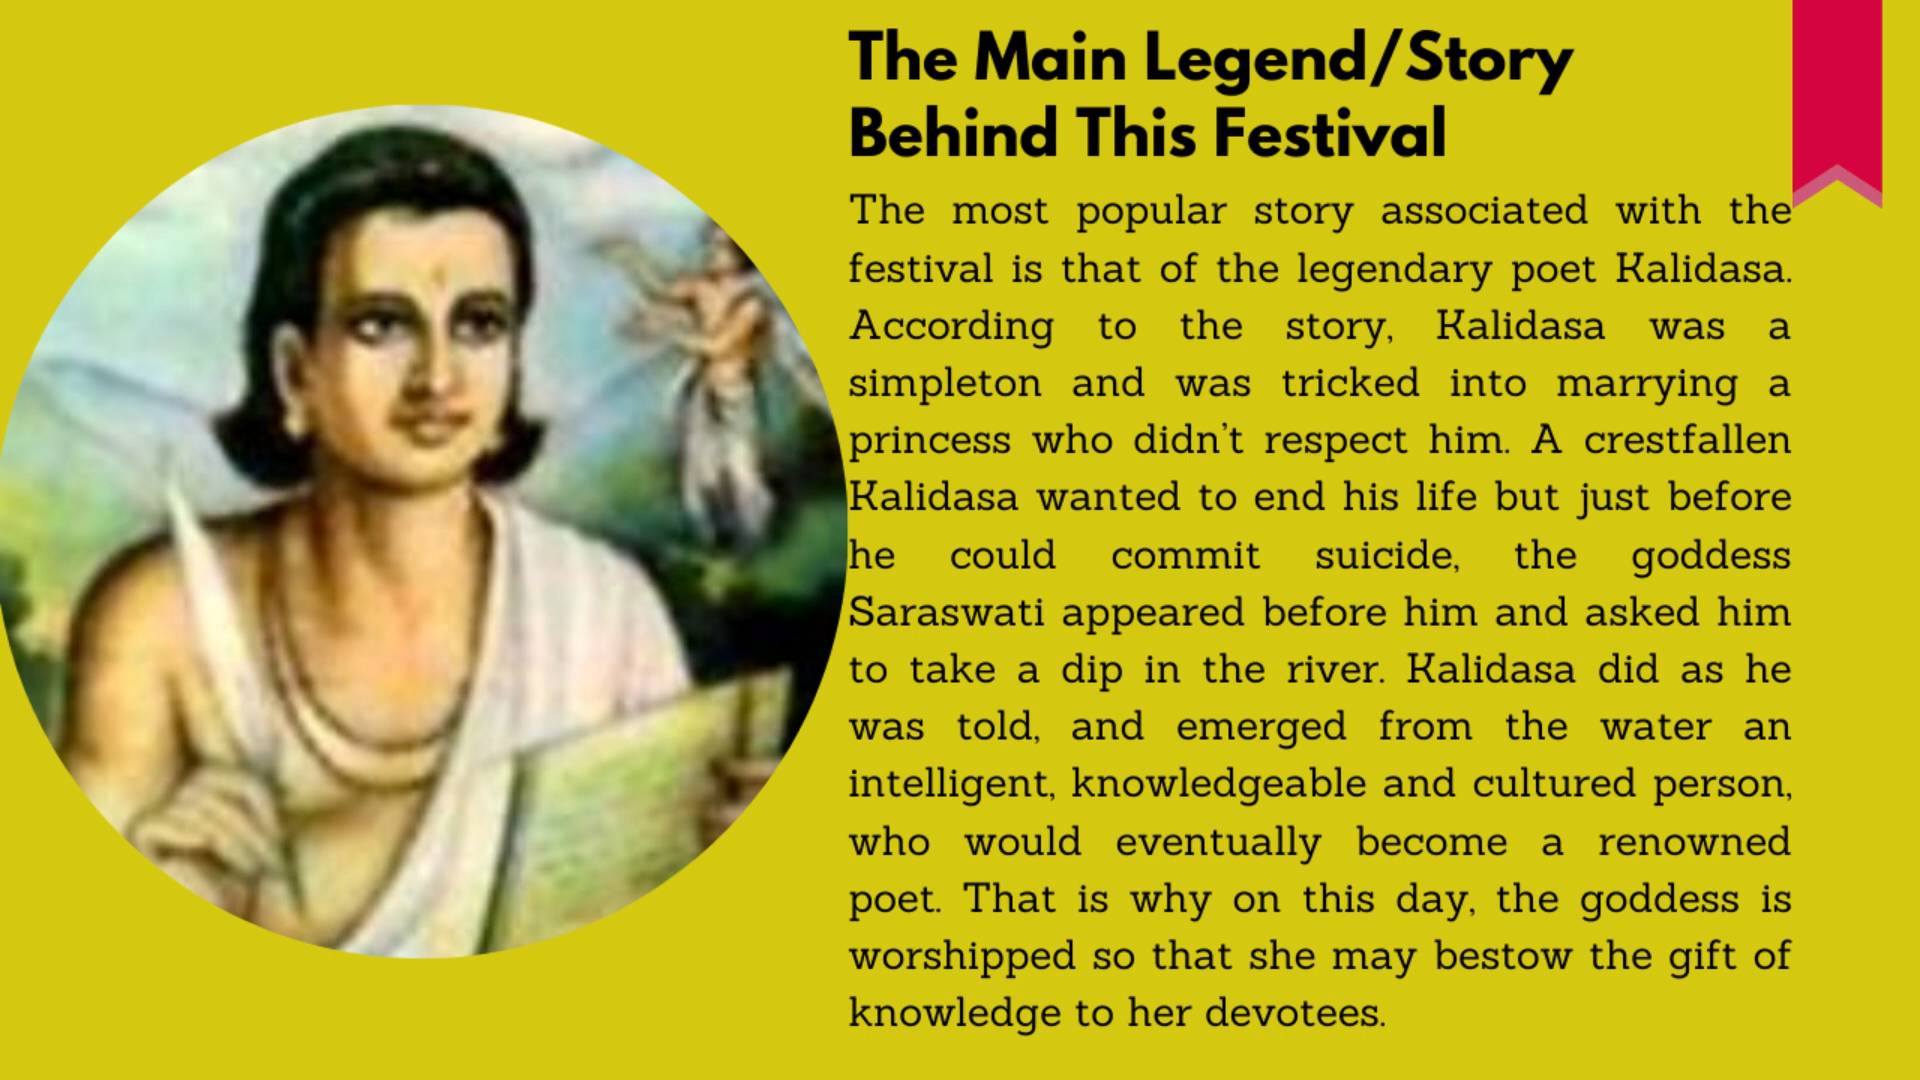 The Main Legend/Story
Behind This Festival
The most popular story associated with the
festival is that of the legendary poet Kalidasa.
According to the story, Kalidasa was a
simpleton and was tricked into marrying a
princess who didn’t respect him. A crestfallen
Kalidasa wanted to end his life but just before
he could commit suicide, the goddess
Saraswati appeared before him and asked him
to take a dip in the river. Kalidasa did as he
was told, and emerged from the water an
intelligent, knowledgeable and cultured person,
who would eventually become a renowned
poet. That is why on this day, the goddess is
worshipped so that she may bestow the gift of
knowledge to her devotees.